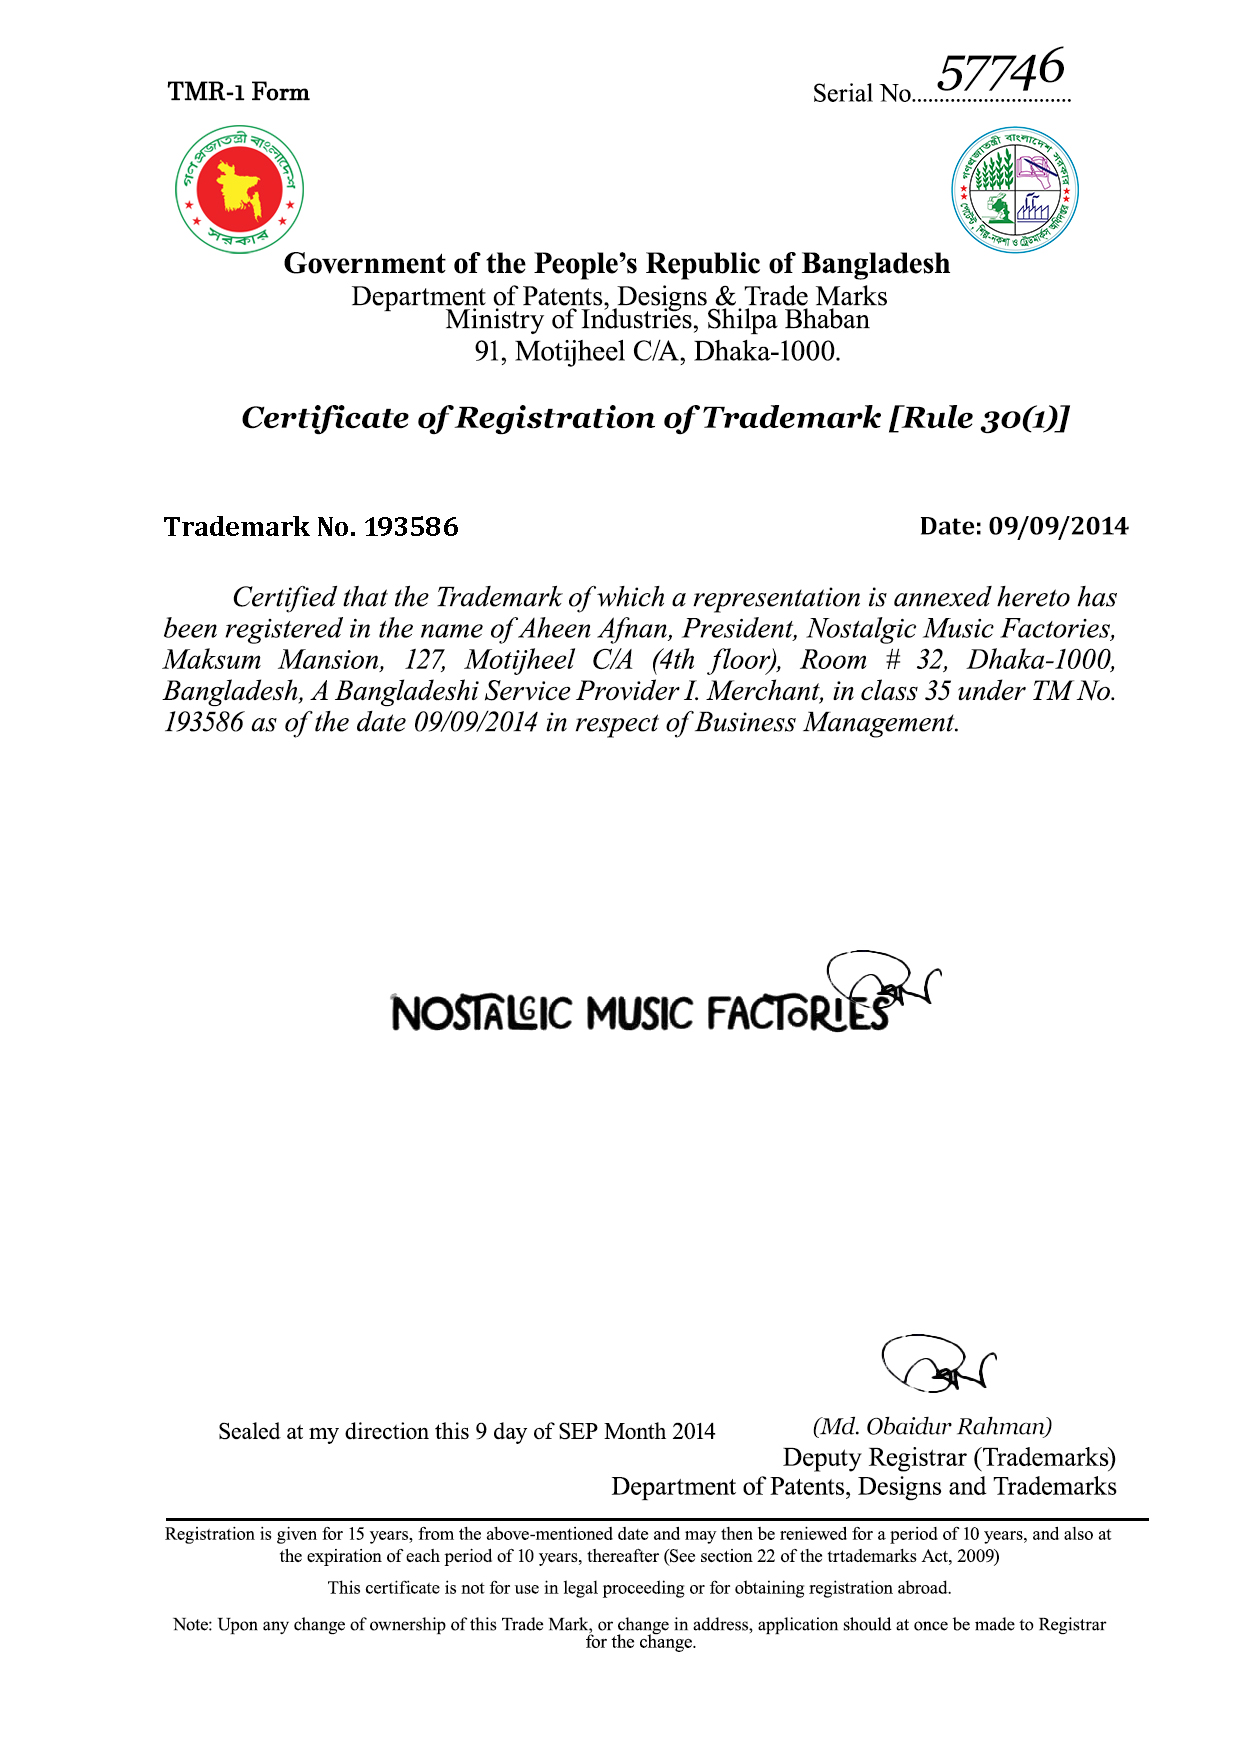 TMR-1 Form
Serial No.............................. 57746
গণপ্রজাতন্ত্রী বাংলাদেশ
সরকার
গণপ্রজাতন্ত্রী বাংলাদেশ সরকার
পেটেন্ট, শিল্প-নকশা ও ট্রেডমার্কস অধিদপ্তর
Government of the People’s Republic of Bangladesh
Department of Patents, Designs & Trade Marks
Ministry of Industries, Shilpa Bhaban
91, Motijheel C/A, Dhaka-1000.
Certificate of Registration of Trademark [Rule 30(1)]
Trademark No. 193586
Date: 09/09/2014
Certified that the Trademark of which a representation is annexed hereto has
been registered in the name of Aheen Afnan, President, Nostalgic Music Factories,
Maksum Mansion, 127, Motijheel C/A (4th floor), Room # 32, Dhaka-1000,
Bangladesh, A Bangladeshi Service Provider I. Merchant, in class 35 under TM No.
193586 as of the date 09/09/2014 in respect of Business Management.
NOSTALGIC MUSIC FACTORIES
Sealed at my direction this 9 day of SEP Month 2014
(Md. Obaidur Rahman)
Deputy Registrar (Trademarks)
Department of Patents, Designs and Trademarks
Registration is given for 15 years, from the above-mentioned date and may then be reniewed for a period of 10 years, and also at
the expiration of each period of 10 years, thereafter (See section 22 of the trtademarks Act, 2009)
This certificate is not for use in legal proceeding or for obtaining registration abroad.
Note: Upon any change of ownership of this Trade Mark, or change in address, application should at once be made to Registrar
for the change.